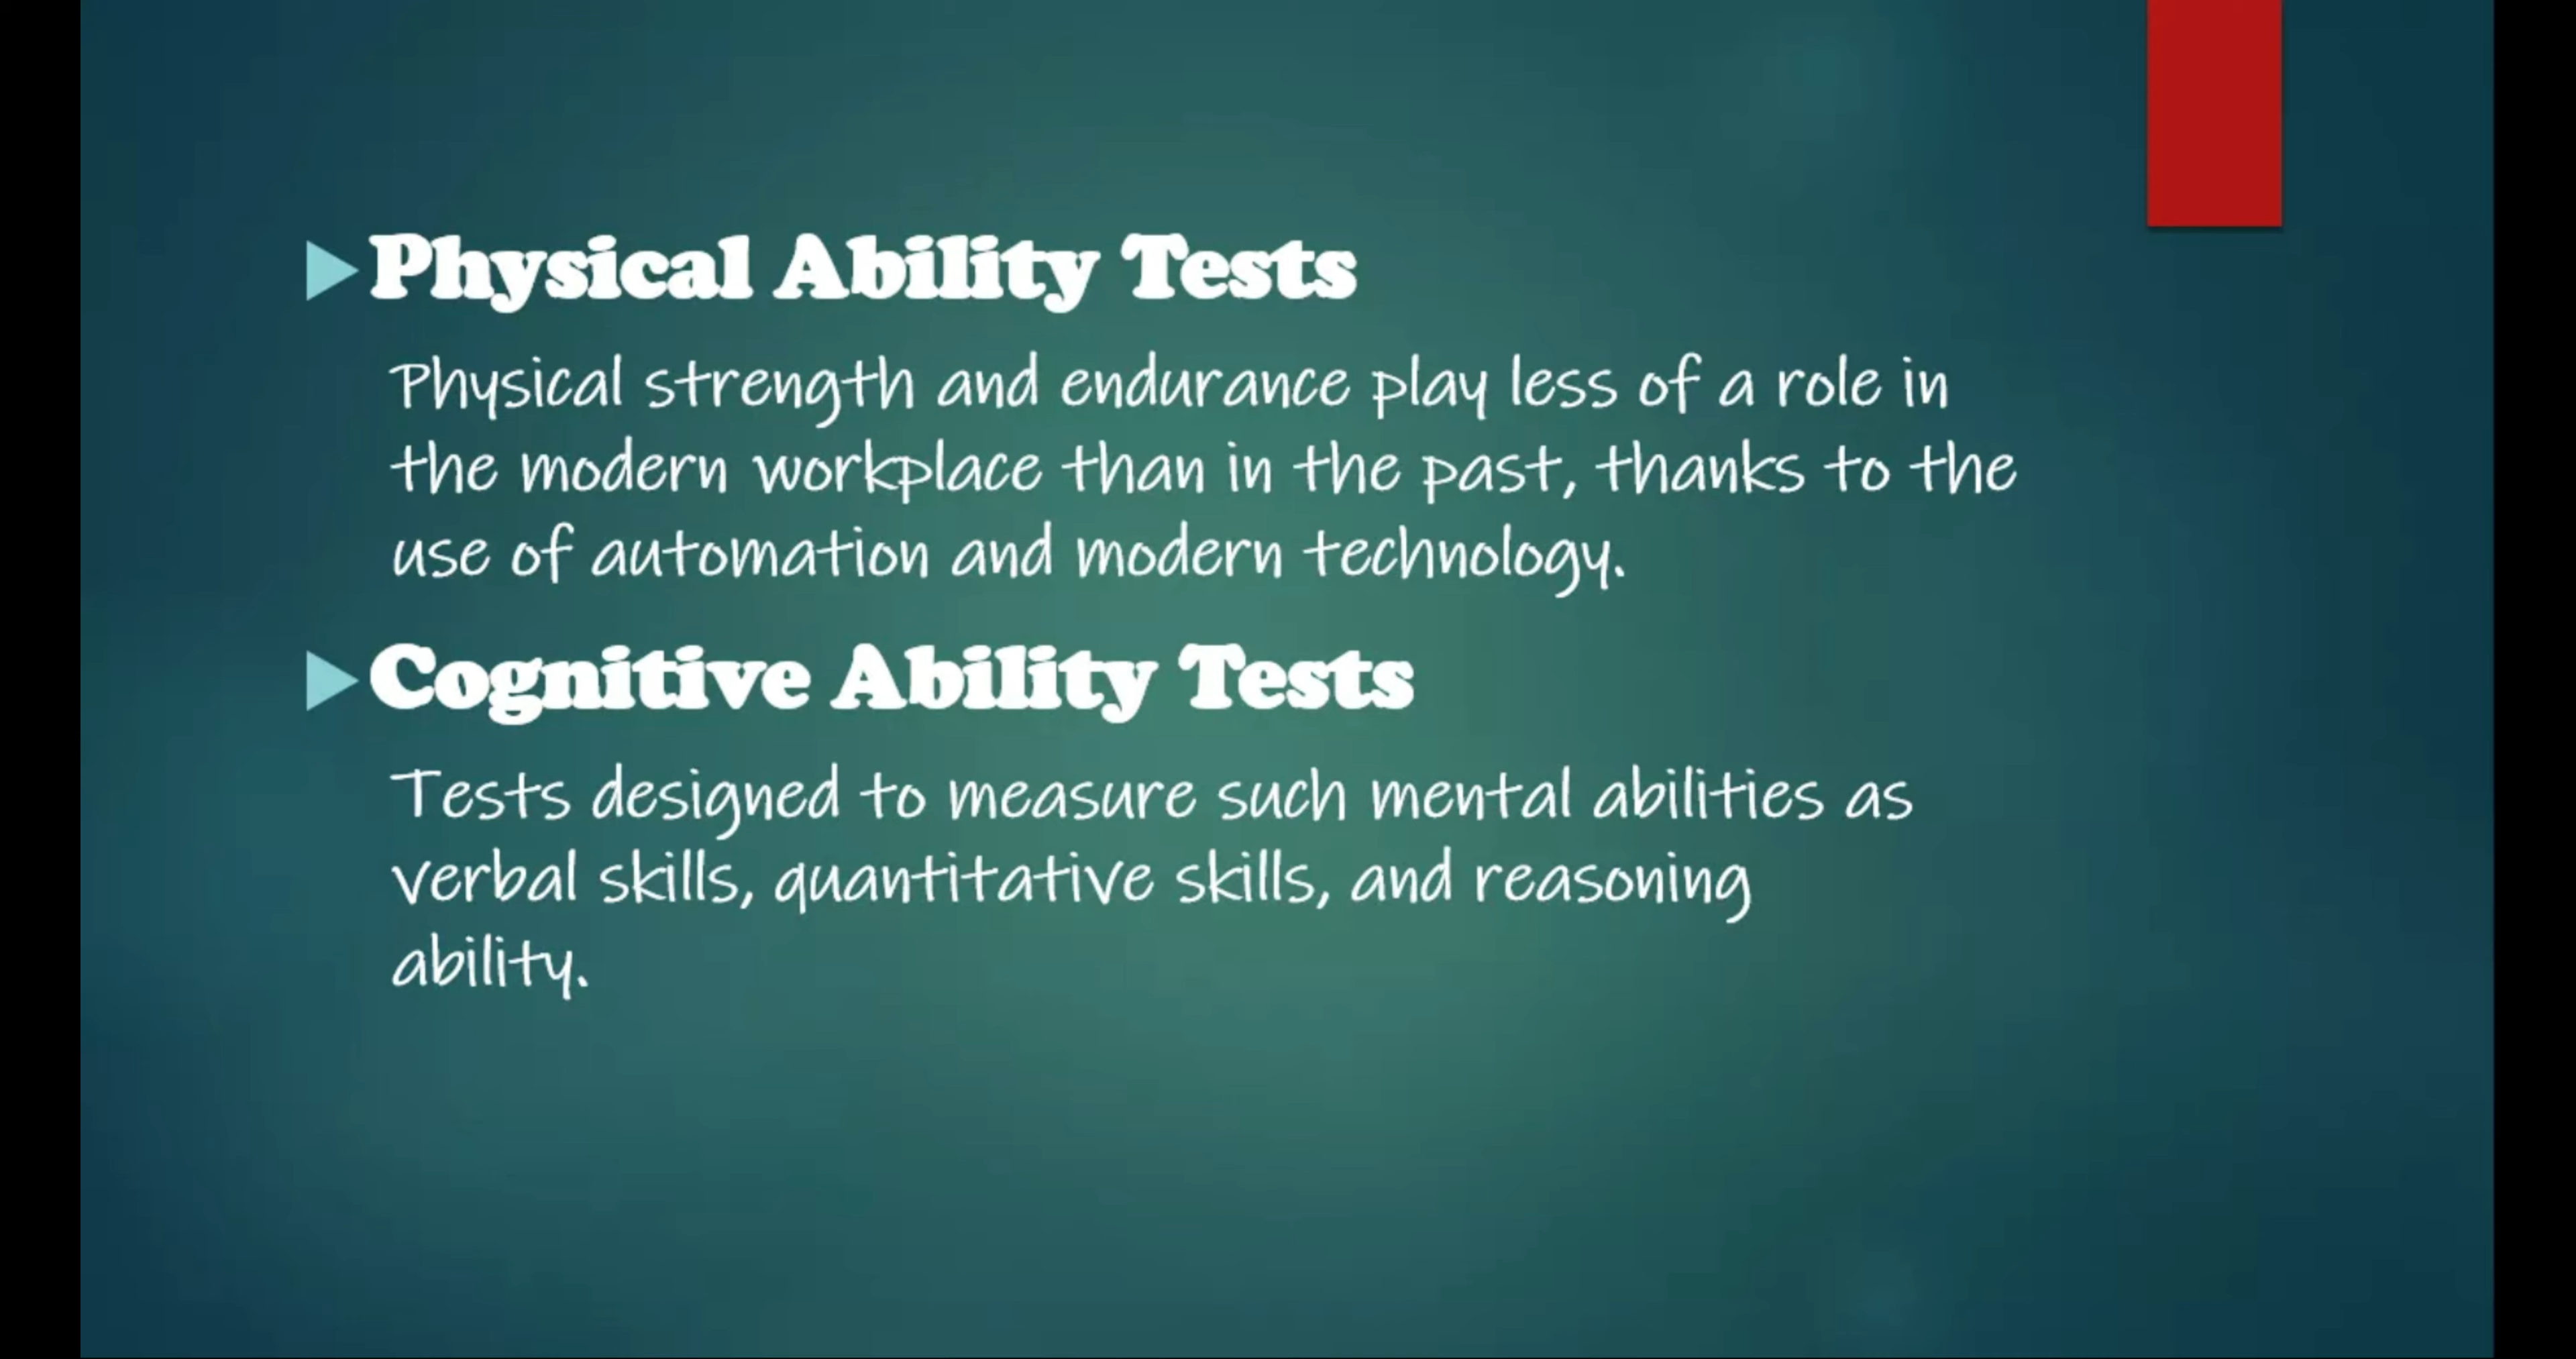 Physical Ability Tests
Physical strength and endurance play less of a role in
the modern workplace than in the past, thanks to the
use of automation and modern technology.
Cognitive Ability Tests
Tests designed to measure such mental abilities as
verbal skills, quantitative skills, and reasoning
ability.